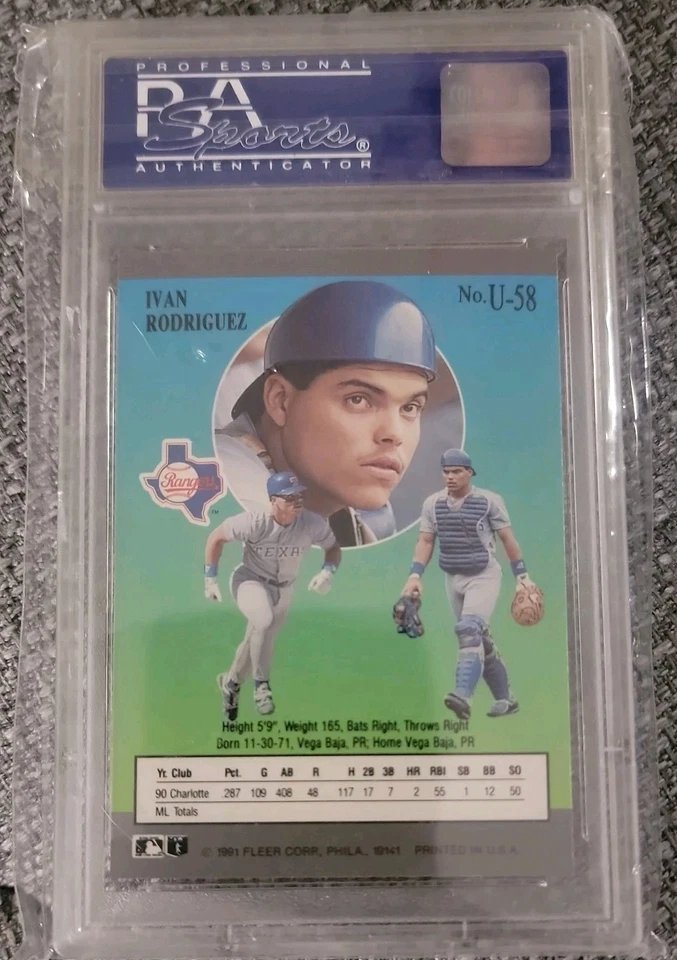 PROFESSIONAL
PSA
Sports®
AUTHENTICATOR
IVAN
RODRIGUEZ
No. U-58
Rangers
™
TEXA
Height 5'9", Weight 165, Bats Right, Throws Right
Born 11-30-71, Vega Baja, PR; Home Vega Baja, PR
Yr. Club Pct. G AB R H 2B 3B HR RBI SB BB SO
90 Charlotte .287 109 408 48 117 17 7 2 55 1 12 50
ML Totals
© 1991 FLEER CORP., PHILA., 19141 PRINTED IN U.S.A.